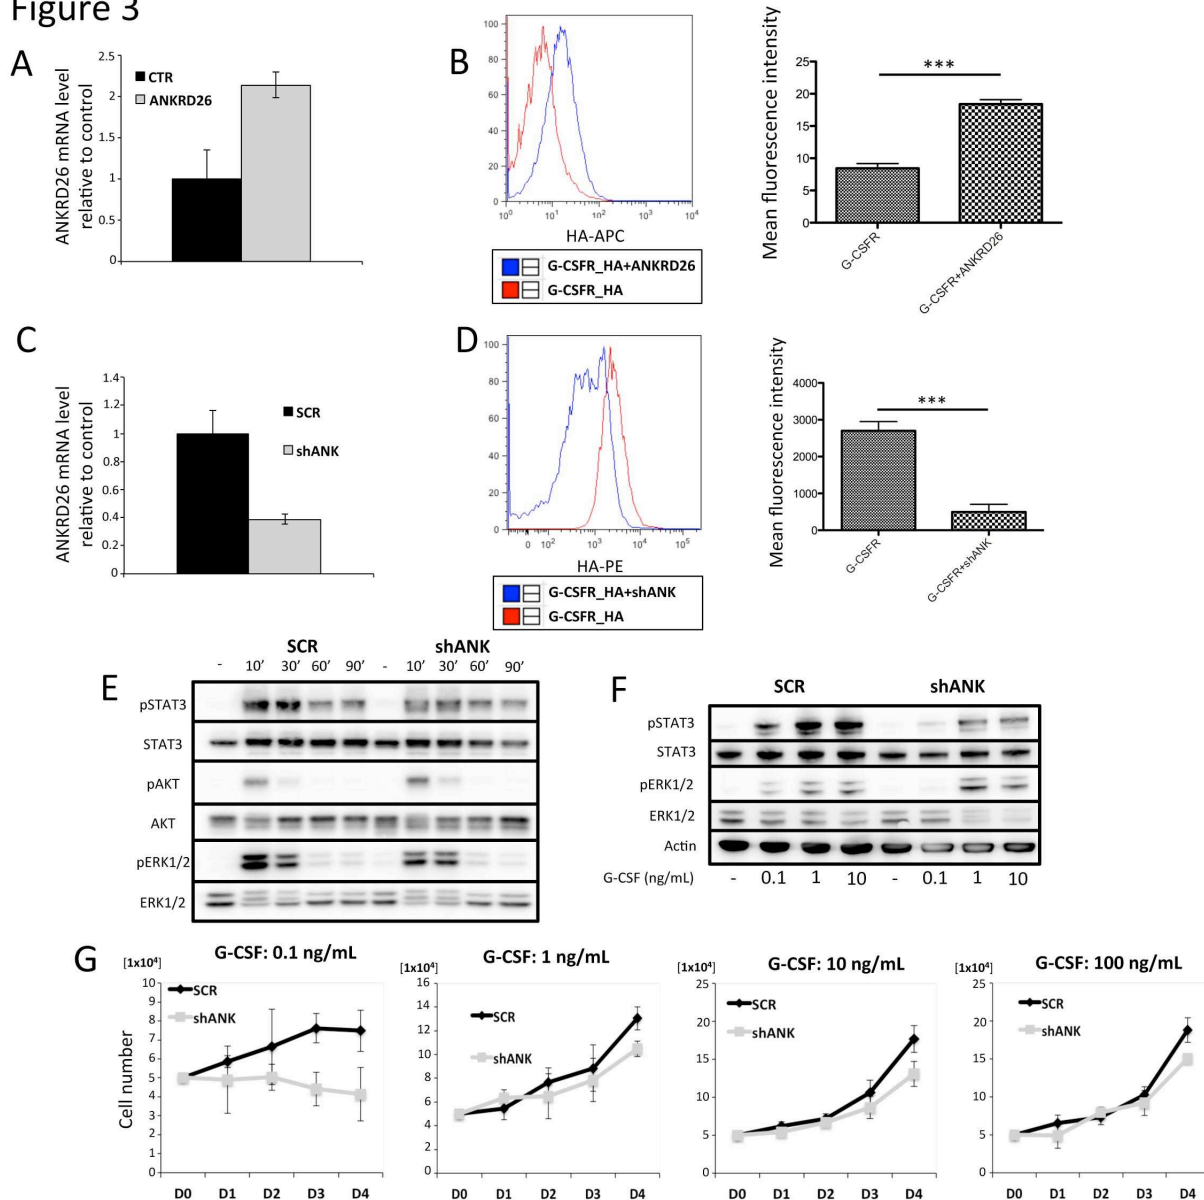 Figure 3
A
ANKRD26 mRNA level
relative to control
2.5
2
1.5
1
0.5
0
CTR
ANKRD26
B
100
80
60
40
20
0
10⁰ 10¹ 10² 10³ 10⁴
HA-APC
G-CSFR_HA+ANKRD26
G-CSFR_HA
Mean fluorescence intensity
25
20
15
10
5
0
***
G-CSFR
G-CSFR+ANKRD26
C
ANKRD26 mRNA level
relative to control
1.4
1.2
1
0.8
0.6
0.4
0.2
0
SCR
shANK
D
100
80
60
40
20
0
0 10² 10³ 10⁴ 10⁵
HA-PE
G-CSFR_HA+shANK
G-CSFR_HA
Mean fluorescence intensity
4000
3000
2000
1000
0
***
G-CSFR
G-CSFR+shANK
E
SCR shANK
- 10' 30' 60' 90' - 10' 30' 60' 90'
pSTAT3
STAT3
pAKT
AKT
pERK1/2
ERK1/2
F
SCR shANK
pSTAT3
STAT3
pERK1/2
ERK1/2
Actin
G-CSF (ng/mL) - 0.1 1 10 - 0.1 1 10
G
G-CSF: 0.1 ng/mL
[1x10⁴]
Cell number
10
9
8
7
6
5
4
3
2
1
0
SCR
shANK
D0 D1 D2 D3 D4
G-CSF: 1 ng/mL
[1x10⁴]
16
14
12
10
8
6
4
2
0
SCR
shANK
D0 D1 D2 D3 D4
G-CSF: 10 ng/mL
[1x10⁴]
25
20
15
10
5
0
SCR
shANK
D0 D1 D2 D3 D4
G-CSF: 100 ng/mL
[1x10⁴]
25
20
15
10
5
0
SCR
shANK
D0 D1 D2 D3 D4